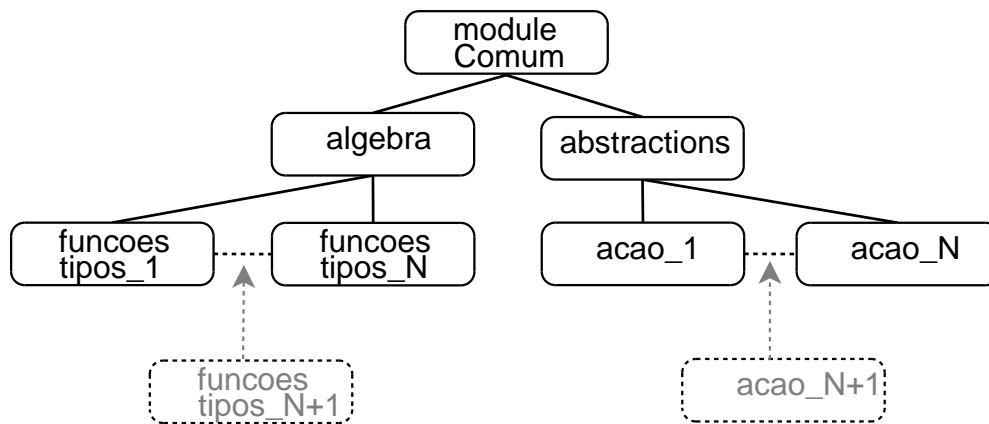 module
Comum
algebra
abstractions
funcoes
tipos_1
funcoes
tipos_N
acao_1
acao_N
funcoes
tipos_N+1
acao_N+1